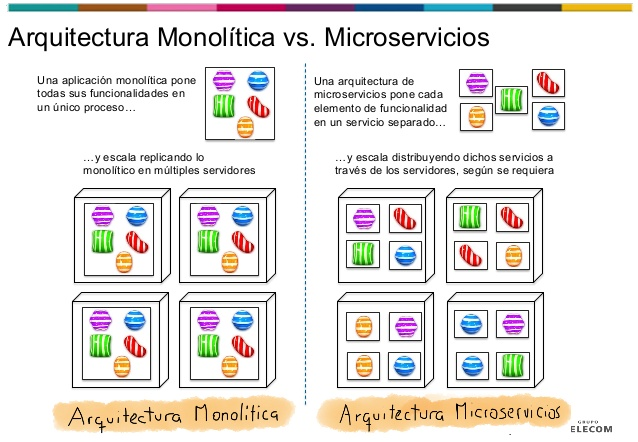 Arquitectura Monolítica vs. Microservicios
Una aplicación monolítica pone
todas sus funcionalidades en
un único proceso…
…y escala replicando lo
monolítico en múltiples servidores
Una arquitectura de
microservicios pone cada
elemento de funcionalidad
en un servicio separado…
…y escala distribuyendo dichos servicios a
través de los servidores, según se requiera
Arquitectura Monolítica
Arquitectura Microservicios
GRUPO
ELECOM